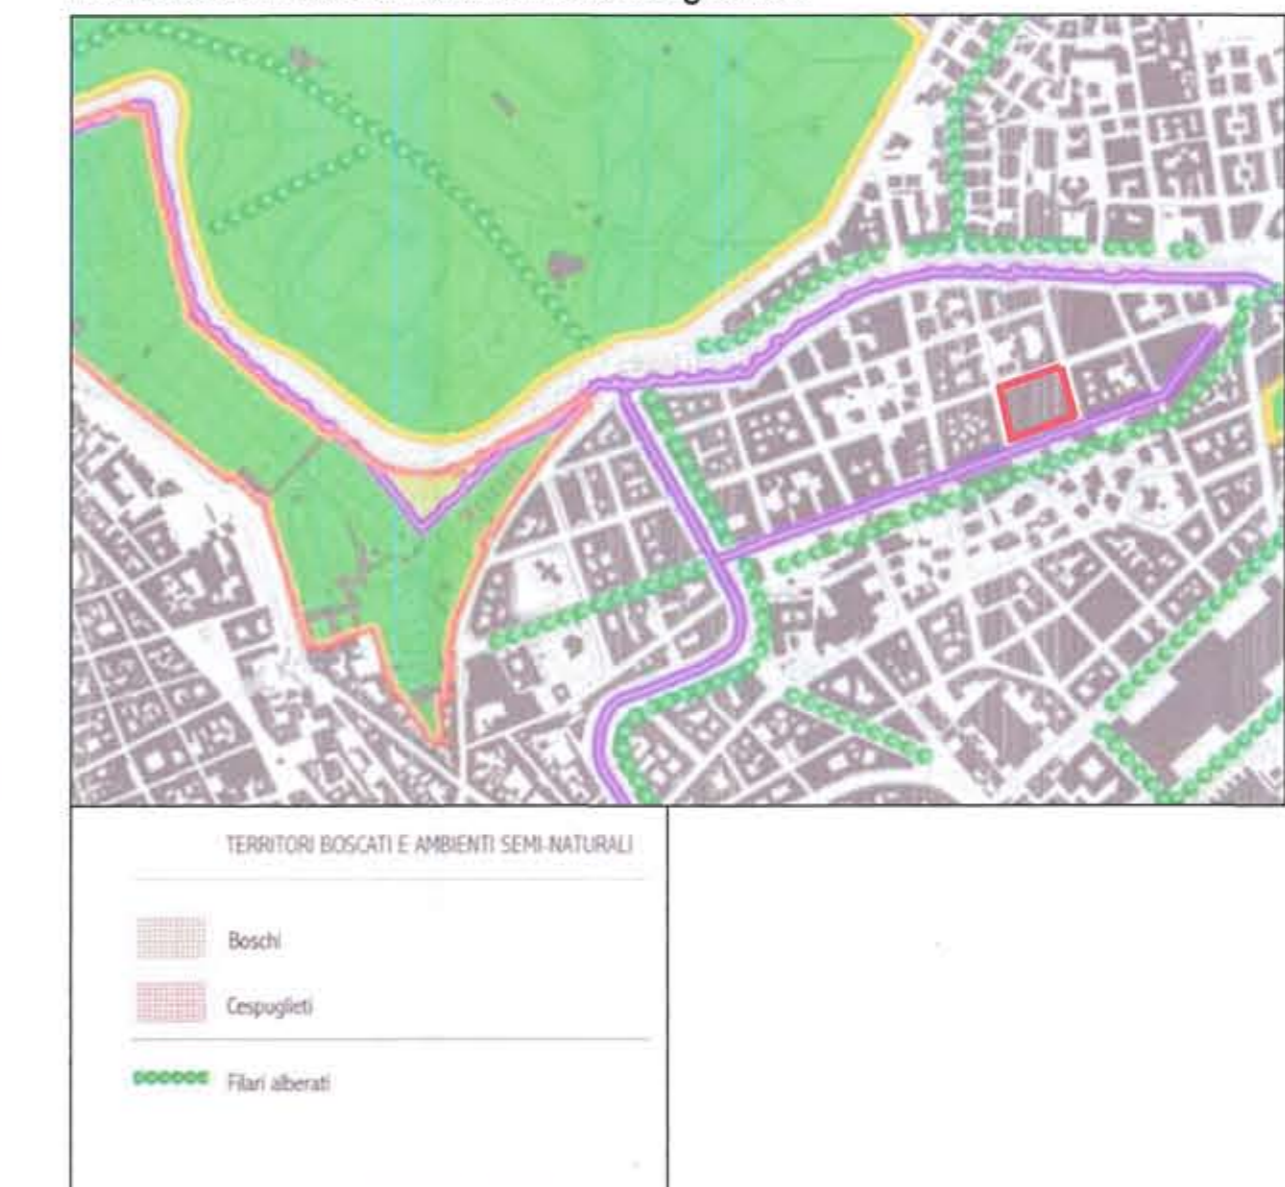 TERRITORI BOSCATI E AMBIENTI SEMI-NATURALI
Boschi
Cespuglieti
Filari alberati